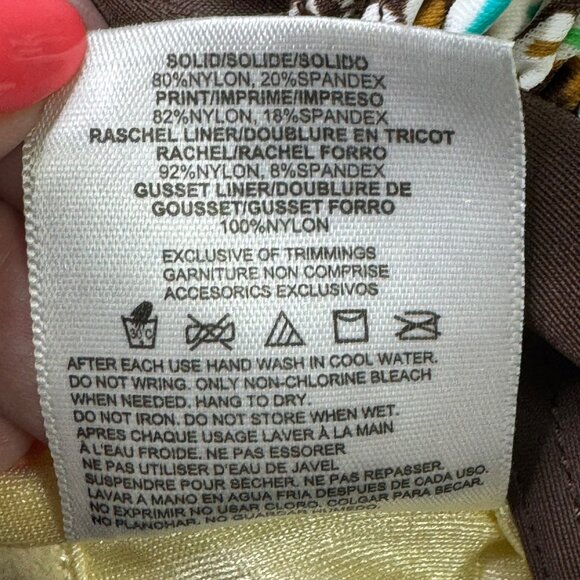 SOLID/SOLIDE/SOLIDO
80%NYLON, 20%SPANDEX
PRINT/IMPRIME/IMPRESO
82%NYLON, 18%SPANDEX
RASCHEL LINER/DOUBLURE EN TRICOT
RACHEL/RACHEL FORRO
92%NYLON, 8%SPANDEX
GUSSET LINER/DOUBLURE DE
GOUSSET/GUSSET FORRO
100%NYLON
EXCLUSIVE OF TRIMMINGS
GARNITURE NON COMPRISE
ACCESORICS EXCLUSIVOS
AFTER EACH USE HAND WASH IN COOL WATER.
DO NOT WRING. ONLY NON-CHLORINE BLEACH
WHEN NEEDED. HANG TO DRY.
DO NOT IRON. DO NOT STORE WHEN WET.
APRES CHAQUE USAGE LAVER À LA MAIN
À L'EAU FROIDE. NE PAS ESSORER
NE PAS UTILISER D'EAU DE JAVEL
SUSPENDRE POUR SÈCHER. NE PAS REPASSER.
LAVAR A MANO EN AGUA FRIA DESPUES DE CADA USO.
NO EXPRIMIR NO USAR CLORO. COLGAR PARA SECAR.
NO PLANCHAR. NO GUARDAR NUMERO.